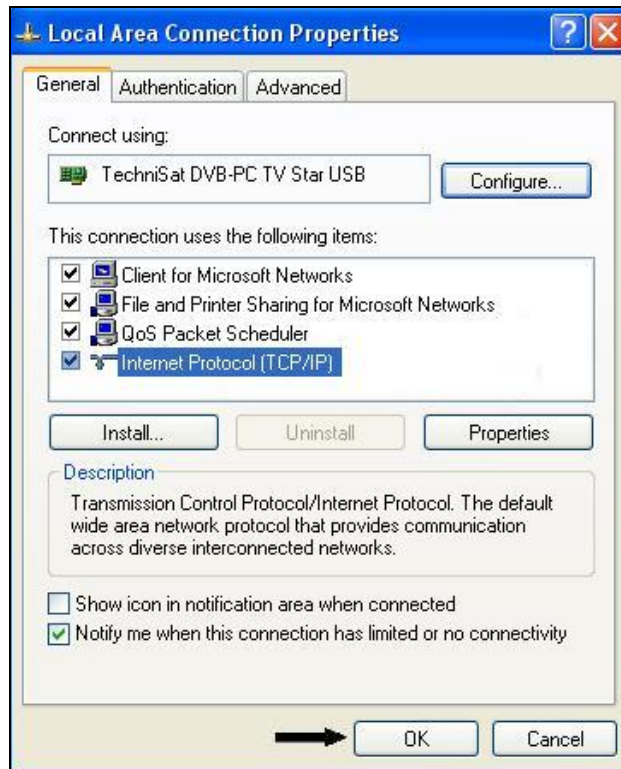 Local Area Connection Properties
General Authentication Advanced
Connect using:
TechniSat DVB-PC TV Star USB
Configure...
This connection uses the following items:
Client for Microsoft Networks
File and Printer Sharing for Microsoft Networks
QoS Packet Scheduler
Internet Protocol (TCP/IP)
Install... Uninstall Properties
Description
Transmission Control Protocol/Internet Protocol. The default
wide area network protocol that provides communication
across diverse interconnected networks.
Show icon in notification area when connected
Notify me when this connection has limited or no connectivity
OK Cancel